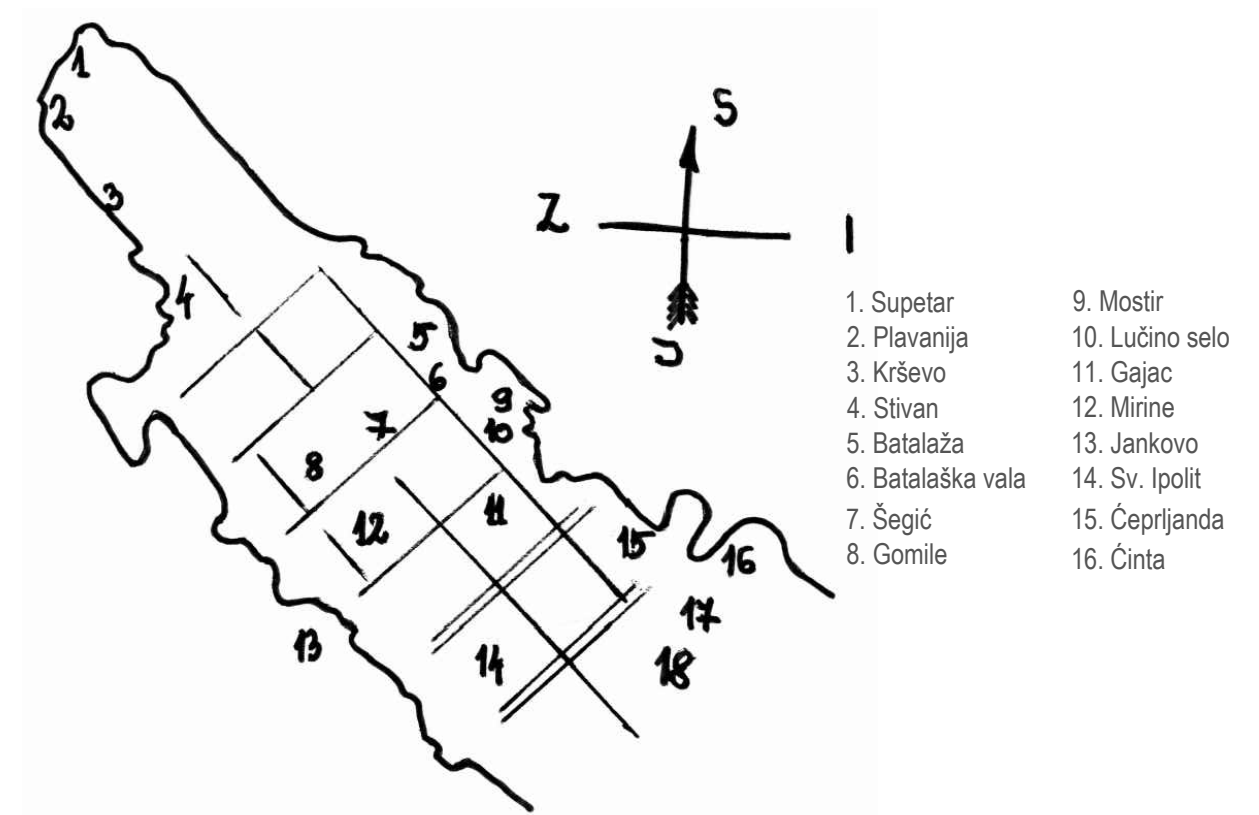 1
2
3
4
5
6
7
8
9
10
11
12
13
14
15
16
17
18
S
Z
I
J
1. Supetar
2. Plavanija
3. Krševo
4. Stivan
5. Batalaža
6. Batalaška vala
7. Šegić
8. Gomile
9. Mostir
10. Lučino selo
11. Gajac
12. Mirine
13. Jankovo
14. Sv. Ipolit
15. Ćeprljanda
16. Ćinta